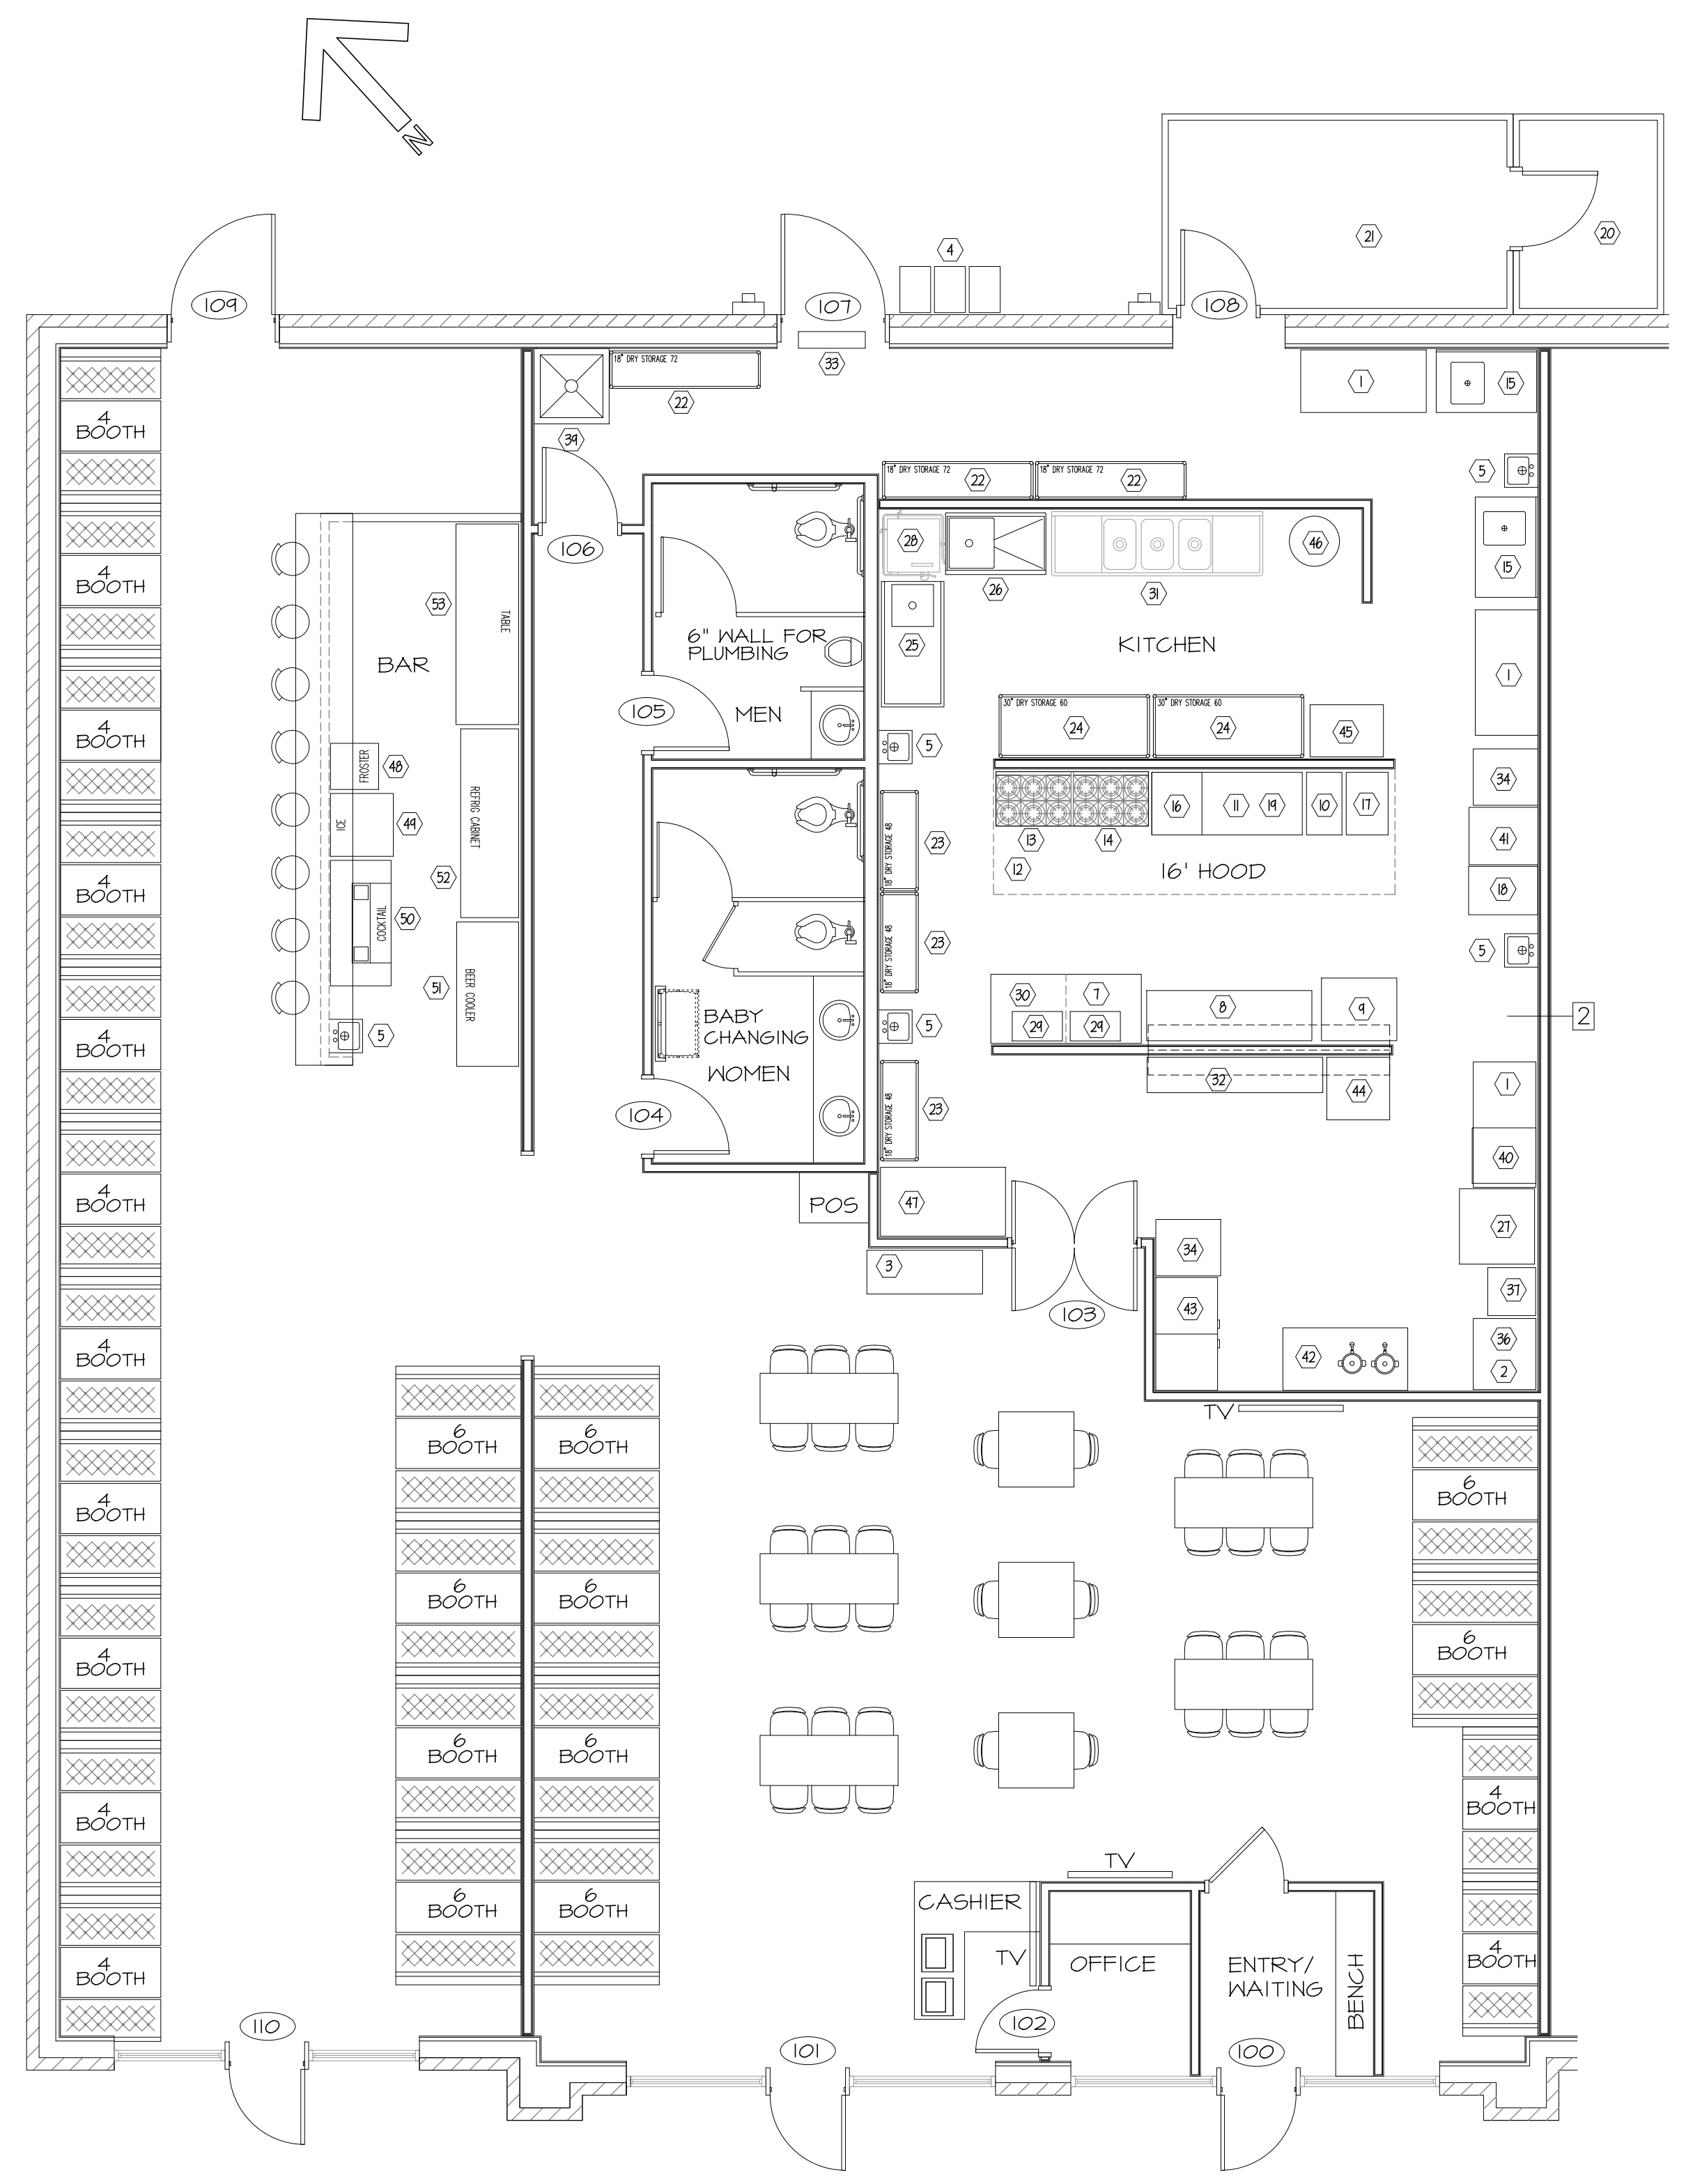 N
4
21
20
109
107
108
33
18" DRY STORAGE 72
22
39
1
15
18" DRY STORAGE 72
22
18" DRY STORAGE 72
22
5
4
BOOTH
4
BOOTH
4
BOOTH
4
BOOTH
4
BOOTH
4
BOOTH
4
BOOTH
4
BOOTH
4
BOOTH
4
BOOTH
4
BOOTH
106
28
26
31
46
15
53
TABLE
BAR
6" WALL FOR
PLUMBING
25
KITCHEN
1
105
MEN
30" DRY STORAGE 60
24
30" DRY STORAGE 60
24
45
5
FROSTER
48
ICE
49
REFRIG CABINET
52
COCKTAIL
50
BEER COOLER
51
5
34
16
11
19
10
17
13
14
12
16' HOOD
41
18
5
18" DRY STORAGE 48
23
18" DRY STORAGE 48
23
30
7
29
29
8
9
2
BABY
CHANGING
WOMEN
5
32
44
1
104
18" DRY STORAGE 48
23
40
POS
47
27
3
103
34
43
37
42
36
2
TV
6
BOOTH
6
BOOTH
6
BOOTH
6
BOOTH
6
BOOTH
6
BOOTH
6
BOOTH
6
BOOTH
6
BOOTH
6
BOOTH
4
BOOTH
4
BOOTH
TV
CASHIER
TV
OFFICE
ENTRY/
WAITING
BENCH
102
110
101
100